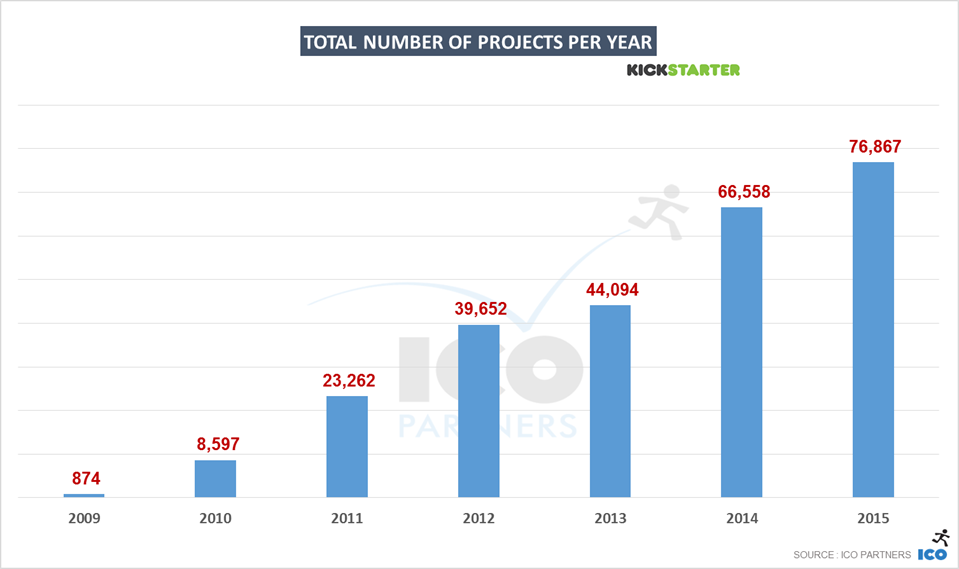 TOTAL NUMBER OF PROJECTS PER YEAR
KICKSTARTER
76,867
66,558
44,094
39,652
23,262
8,597
874
ICO
PARTNERS
2009 2010 2011 2012 2013 2014 2015
SOURCE : ICO PARTNERS ICO